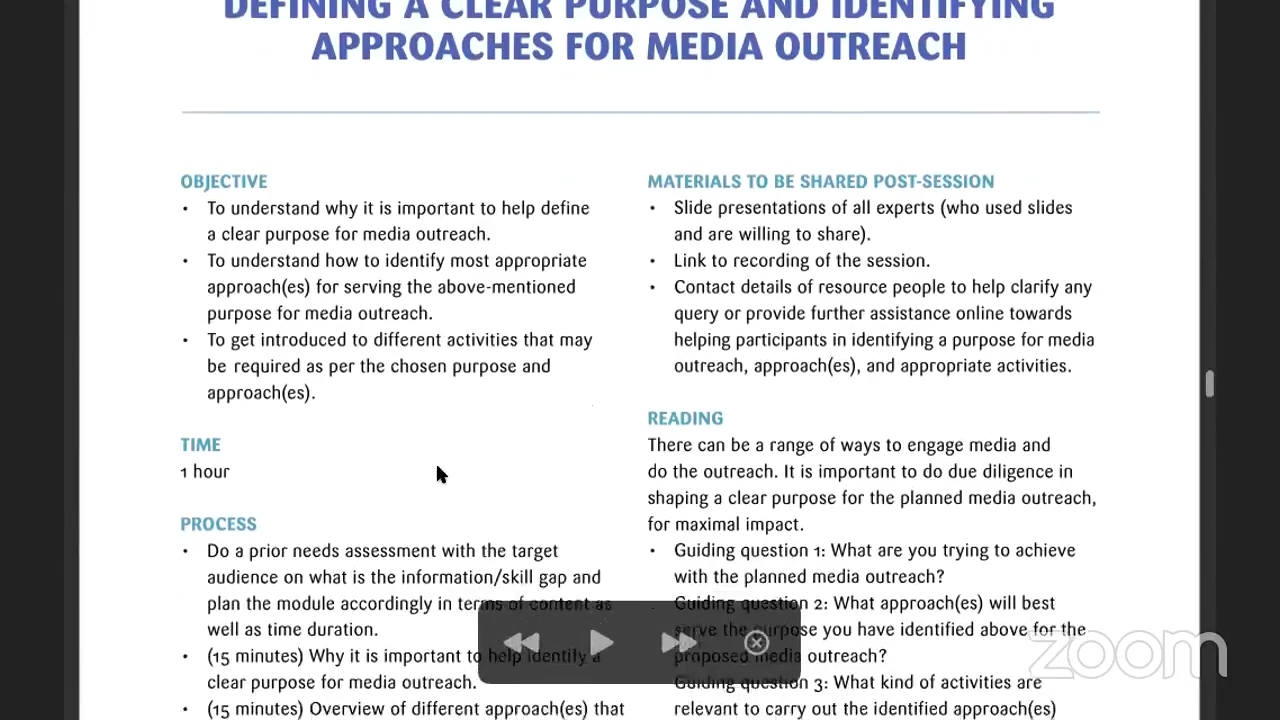 DEFINING A CLEAR PURPOSE AND IDENTIFYING
APPROACHES FOR MEDIA OUTREACH
OBJECTIVE
• To understand why it is important to help define
a clear purpose for media outreach.
• To understand how to identify most appropriate
approach(es) for serving the above-mentioned
purpose for media outreach.
• To get introduced to different activities that may
be required as per the chosen purpose and
approach(es).
TIME
1 hour
PROCESS
• Do a prior needs assessment with the target
audience on what is the information/skill gap and
plan the module accordingly in terms of content as
well as time duration.
• (15 minutes) Why it is important to help identify a
clear purpose for media outreach.
• (15 minutes) Overview of different approach(es) that
MATERIALS TO BE SHARED POST-SESSION
• Slide presentations of all experts (who used slides
and are willing to share).
• Link to recording of the session.
• Contact details of resource people to help clarify any
query or provide further assistance online towards
helping participants in identifying a purpose for media
outreach, approach(es), and appropriate activities.
READING
There can be a range of ways to engage media and
do the outreach. It is important to do due diligence in
shaping a clear purpose for the planned media outreach,
for maximal impact.
• Guiding question 1: What are you trying to achieve
with the planned media outreach?
• Guiding question 2: What approach(es) will best
serve the purpose you have identified above for the
proposed media outreach?
• Guiding question 3: What kind of activities are
relevant to carry out the identified approach(es)
zoom